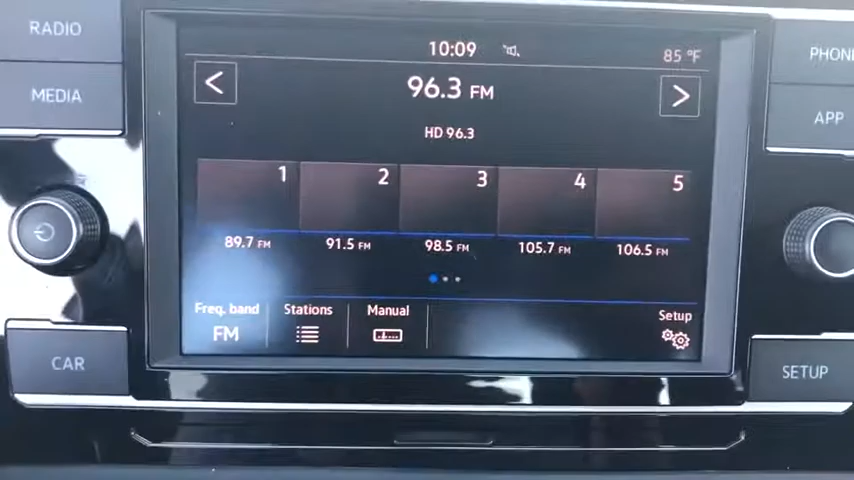 RADIO
MEDIA
CAR
10:09
85 °F
< 96.3 FM >
HD 96.3
1 2 3 4 5
89.7 FM 91.5 FM 98.5 FM 105.7 FM 106.5 FM
Freq. band Stations Manual Setup
FM
PHONE
APP
SETUP